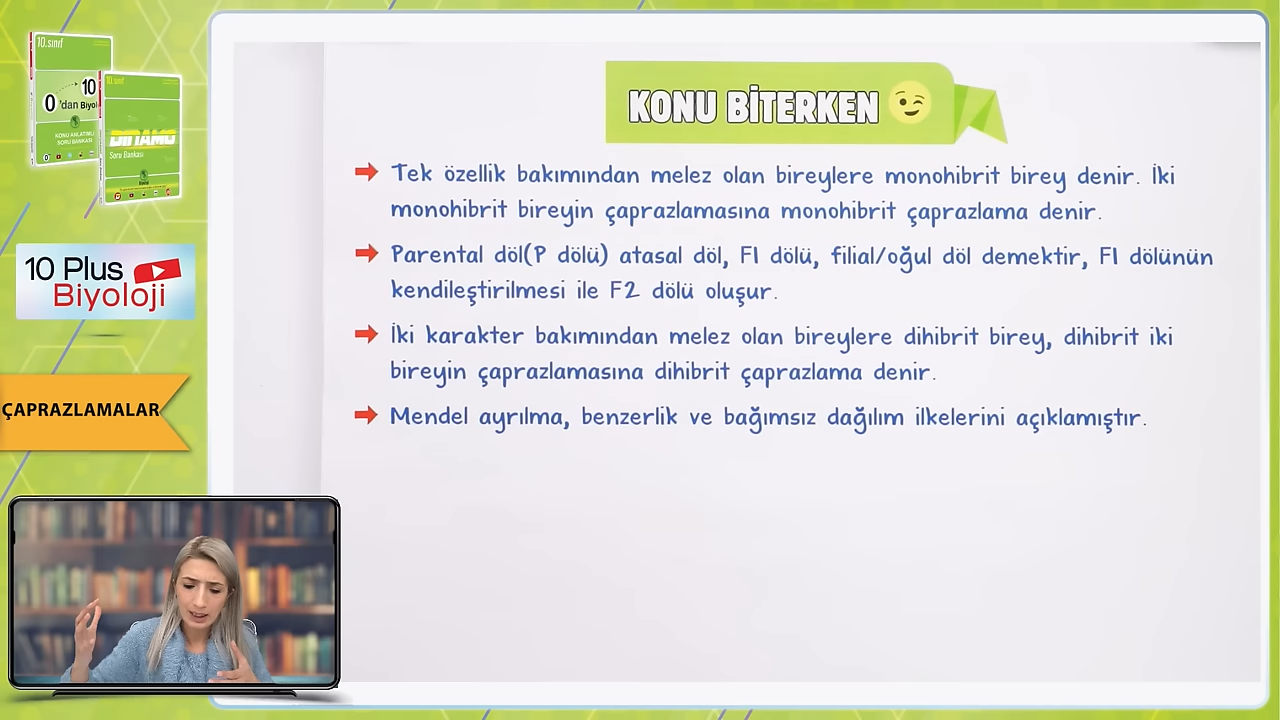 10.sınıf
0'dan 10
Biyoloji
KONU ANLATIMLI
SORU BANKASI
10.sınıf
DİNAMO
Soru Bankası
10 Plus
Biyoloji
ÇAPRAZLAMALAR
KONU BİTERKEN
Tek özellik bakımından melez olan bireylere monohibrit birey denir. İki
monohibrit bireyin çaprazlamasına monohibrit çaprazlama denir.
Parental döl(P dölü) atasal döl, F1 dölü, filial/oğul döl demektir, F1 dölünün
kendileştirilmesi ile F2 dölü oluşur.
İki karakter bakımından melez olan bireylere dihibrit birey, dihibrit iki
bireyin çaprazlamasına dihibrit çaprazlama denir.
Mendel ayrılma, benzerlik ve bağımsız dağılım ilkelerini açıklamıştır.